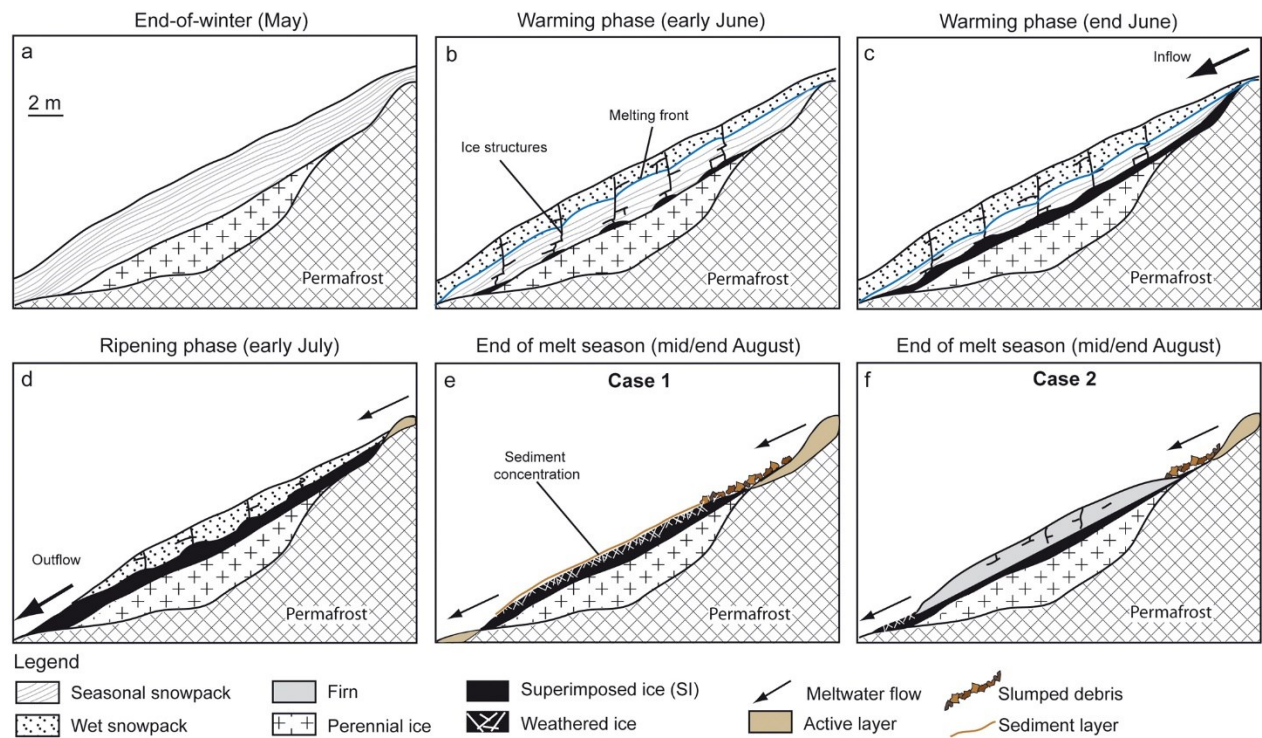 End-of-winter (May)
Warming phase (early June)
Warming phase (end June)
a
2 m
Permafrost
b
Melting front
Ice structures
Permafrost
c
Inflow
Permafrost
Ripening phase (early July)
End of melt season (mid/end August)
End of melt season (mid/end August)
d
Outflow
Permafrost
e
Case 1
Sediment
concentration
Permafrost
f
Case 2
Permafrost
Legend
Seasonal snowpack
Firn
Superimposed ice (SI)
Meltwater flow
Slumped debris
Wet snowpack
Perennial ice
Weathered ice
Active layer
Sediment layer